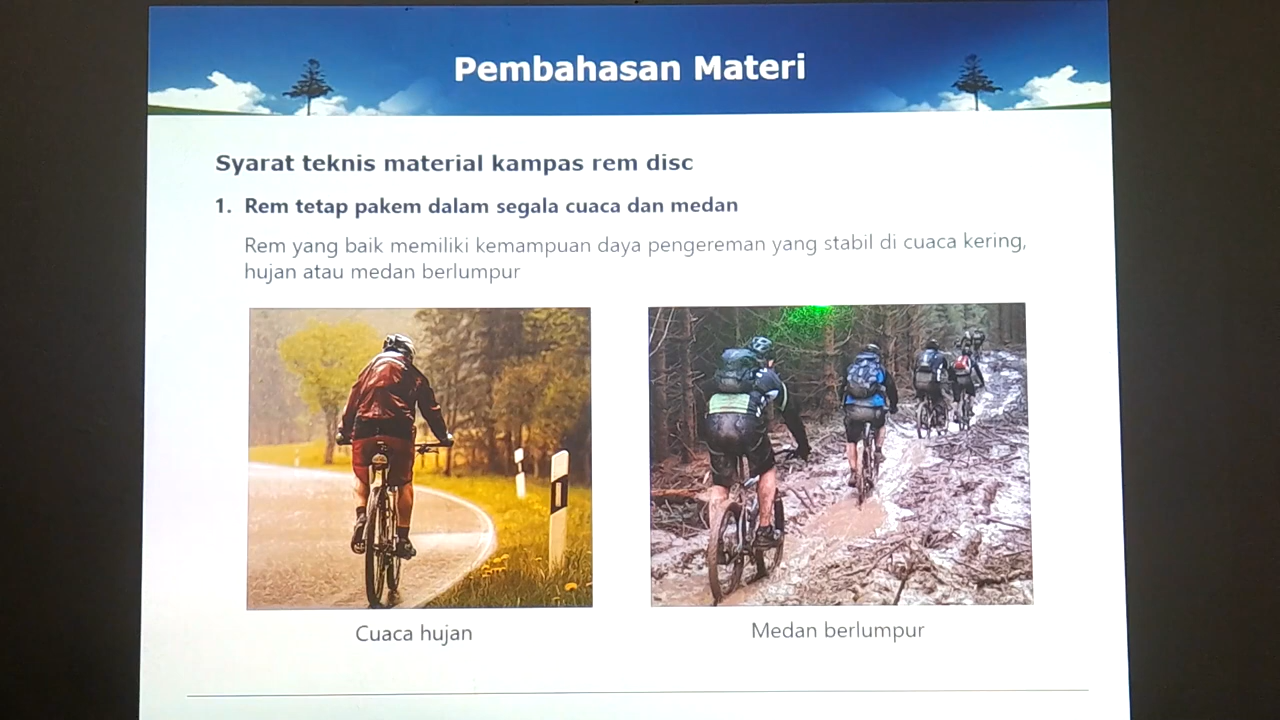 Pembahasan Materi
Syarat teknis material kampas rem disc
1. Rem tetap pakem dalam segala cuaca dan medan
Rem yang baik memiliki kemampuan daya pengereman yang stabil di cuaca kering,
hujan atau medan berlumpur
Cuaca hujan
Medan berlumpur